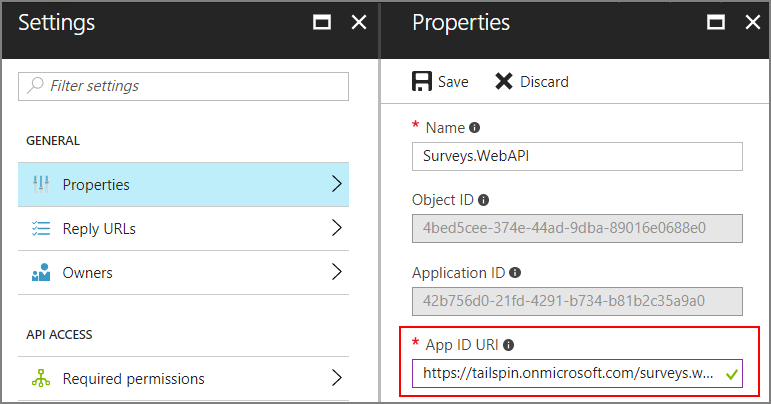 Settings
Filter settings
GENERAL
Properties
Reply URLs
Owners
API ACCESS
Required permissions
Properties
Save Discard
* Name
Surveys.WebAPI
Object ID
4bed5cee-374e-44ad-9dba-89016e0688e0
Application ID
42b756d0-21fd-4291-b734-b81b2c35a9a0
* App ID URI
https://tailspin.onmicrosoft.com/surveys.w...